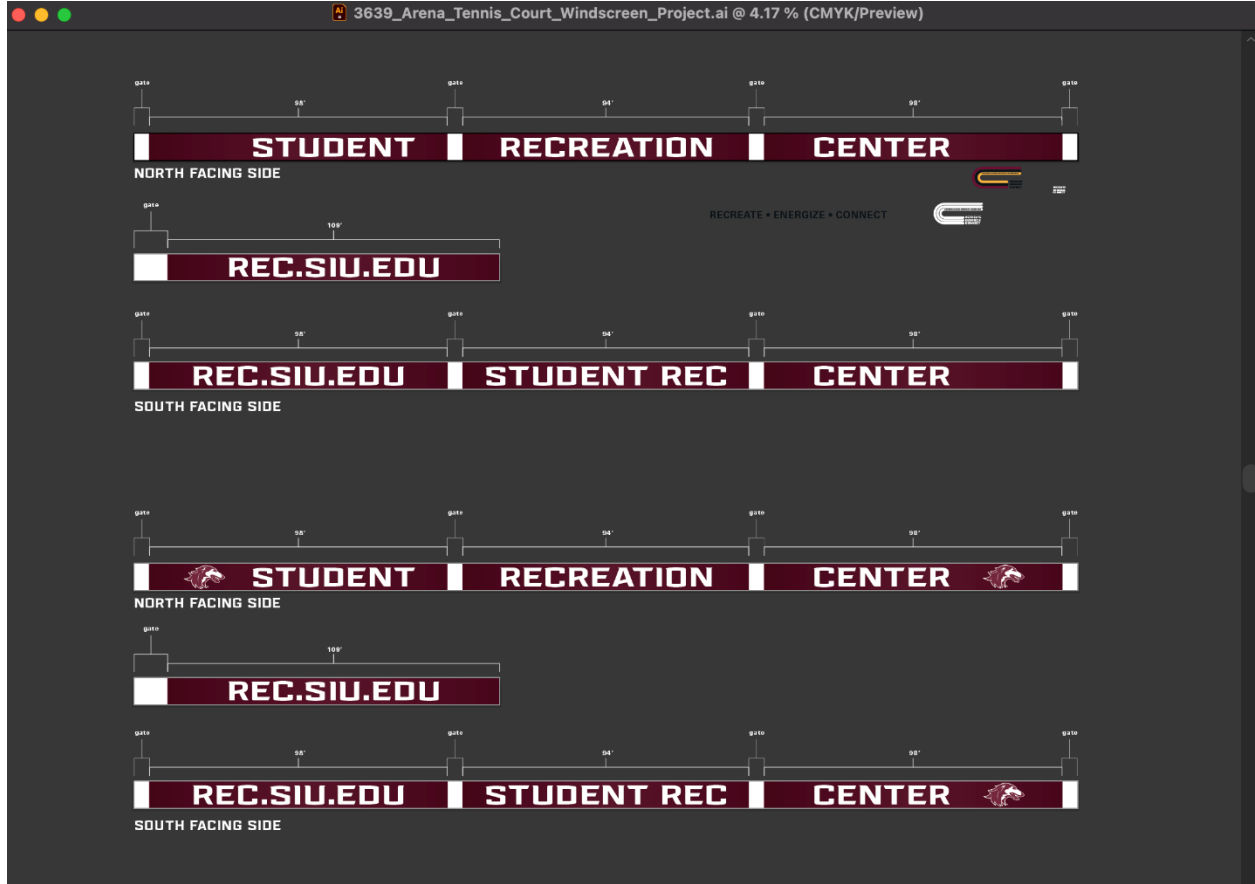 3639_Arena_Tennis_Court_Windscreen_Project.ai @ 4.17 % (CMYK/Preview)
gate gate gate gate
98' 94' 98'
STUDENT RECREATION CENTER
NORTH FACING SIDE
gate
RECREATE • ENERGIZE • CONNECT
109'
REC.SIU.EDU
gate gate gate gate
98' 94' 98'
REC.SIU.EDU STUDENT REC CENTER
SOUTH FACING SIDE
gate gate gate gate
98' 94' 98'
STUDENT RECREATION CENTER
NORTH FACING SIDE
gate
109'
REC.SIU.EDU
gate gate gate gate
98' 94' 98'
REC.SIU.EDU STUDENT REC CENTER
SOUTH FACING SIDE